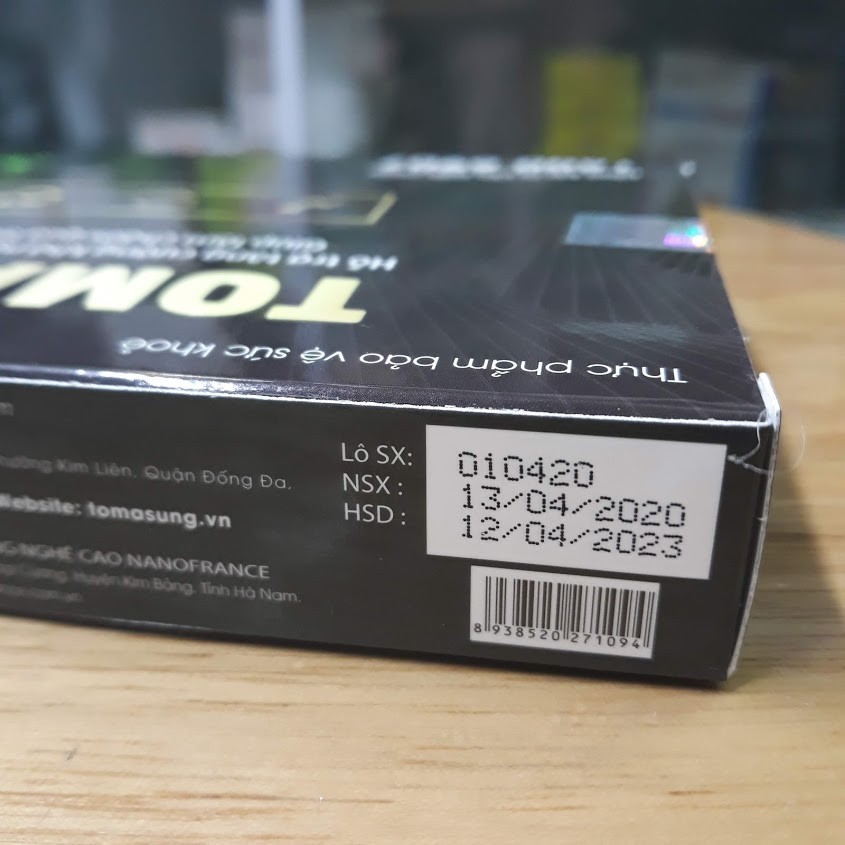 Thực phẩm bảo vệ sức khoẻ
TOMA
Hỗ trợ tăng cường
Lô SX: 010420
NSX : 13/04/2020
HSD : 12/04/2023
Kim Liên, Quận Đống Đa,
Website: tomasung.vn
NGHỆ CAO NANOFRANCE
Huyện Kim Bảng, Tỉnh Hà Nam.
8 938520 271094